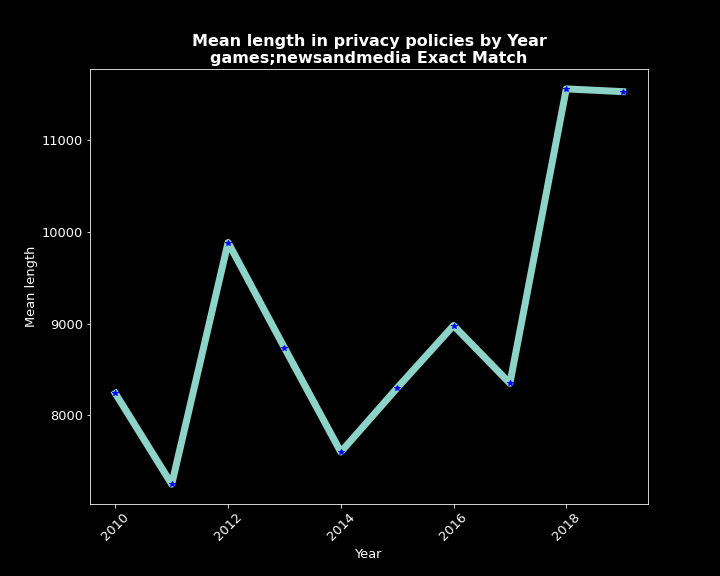 Mean length in privacy policies by Year
games;newsandmedia Exact Match
11000
10000
9000
8000
Mean length
2010
2012
2014
2016
2018
Year